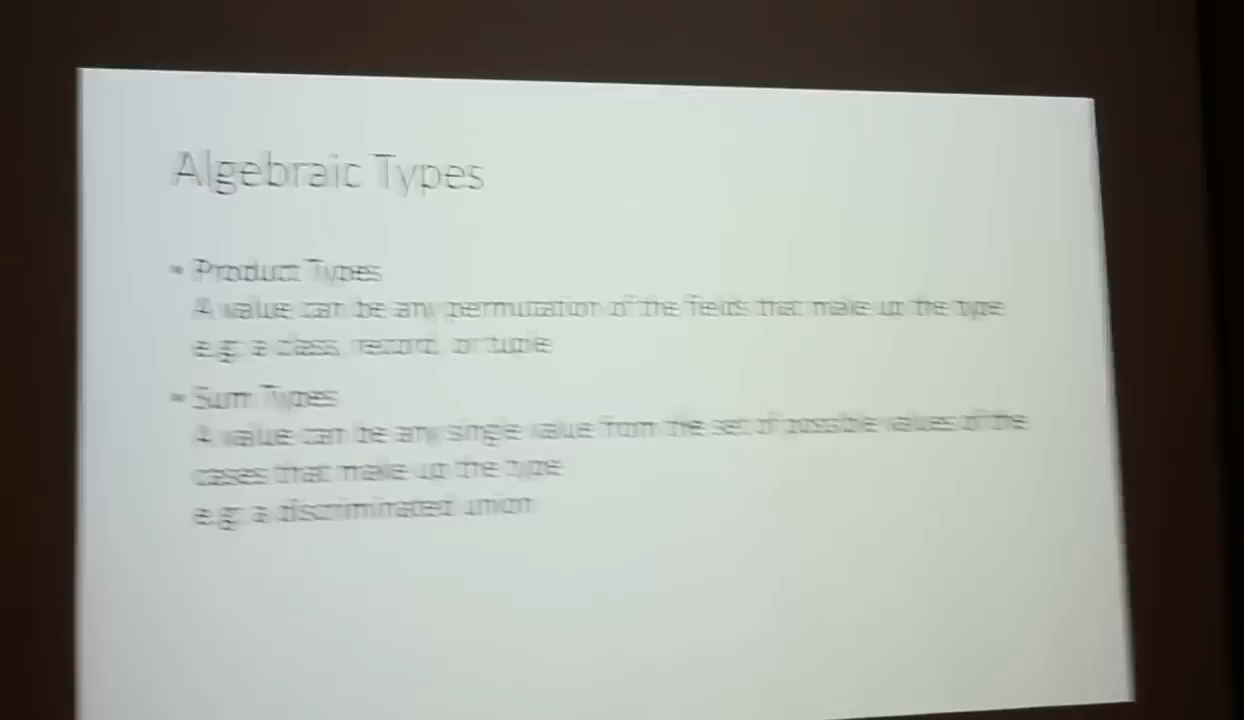 Algebraic Types
• Product Types
A value can be any permutation of the fields that make up the type
e.g. a class, record, or tuple
• Sum Types
A value can be any single value from the set of possible values of the
cases that make up the type
e.g. a discriminated union